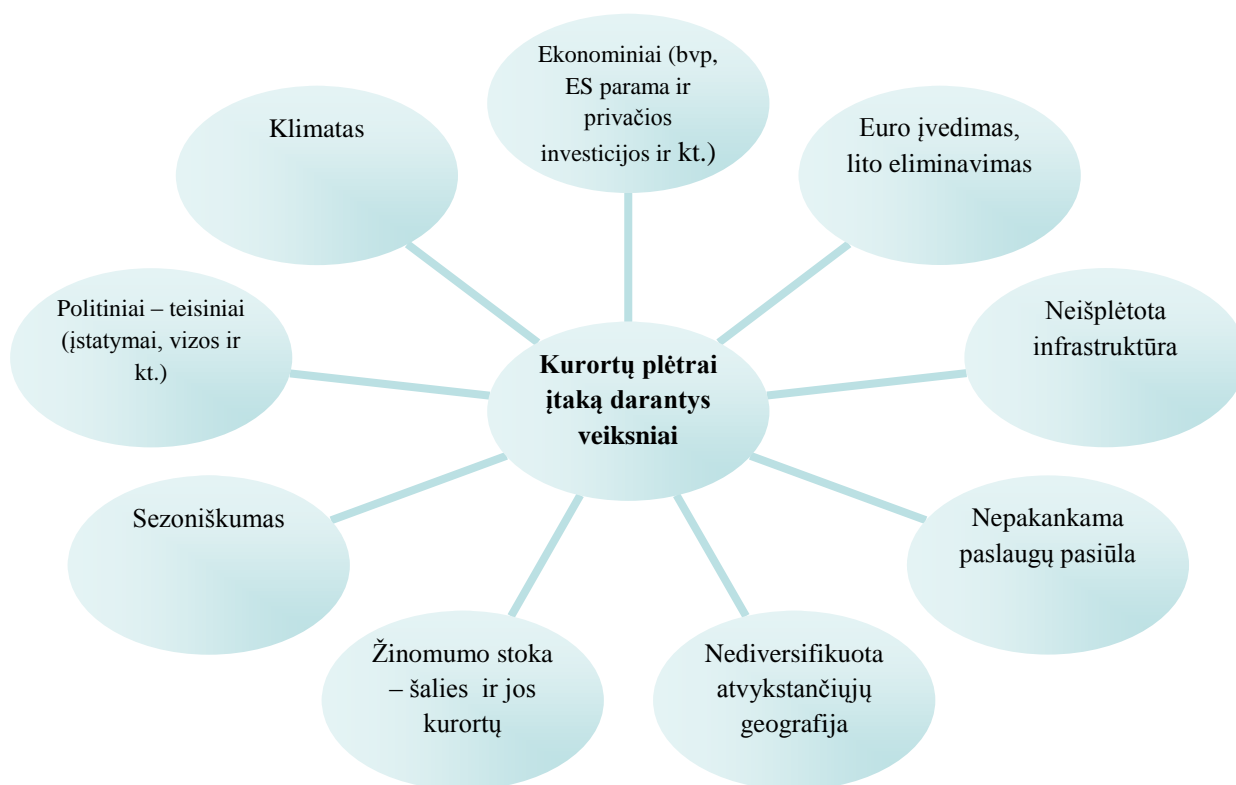 Ekonominiai (bvp,
ES parama ir
privačios
investicijos ir kt.)
Euro įvedimas,
lito eliminavimas
Neišplėtota
infrastruktūra
Nepakankama
paslaugų pasiūla
Nediversifikuota
atvykstančiųjų
geografija
Žinomumo stoka
– šalies ir jos
kurortų
Sezoniškumas
Politiniai – teisiniai
(įstatymai, vizos ir
kt.)
Klimatas
Kurortų plėtrai
įtaką darantys
veiksniai